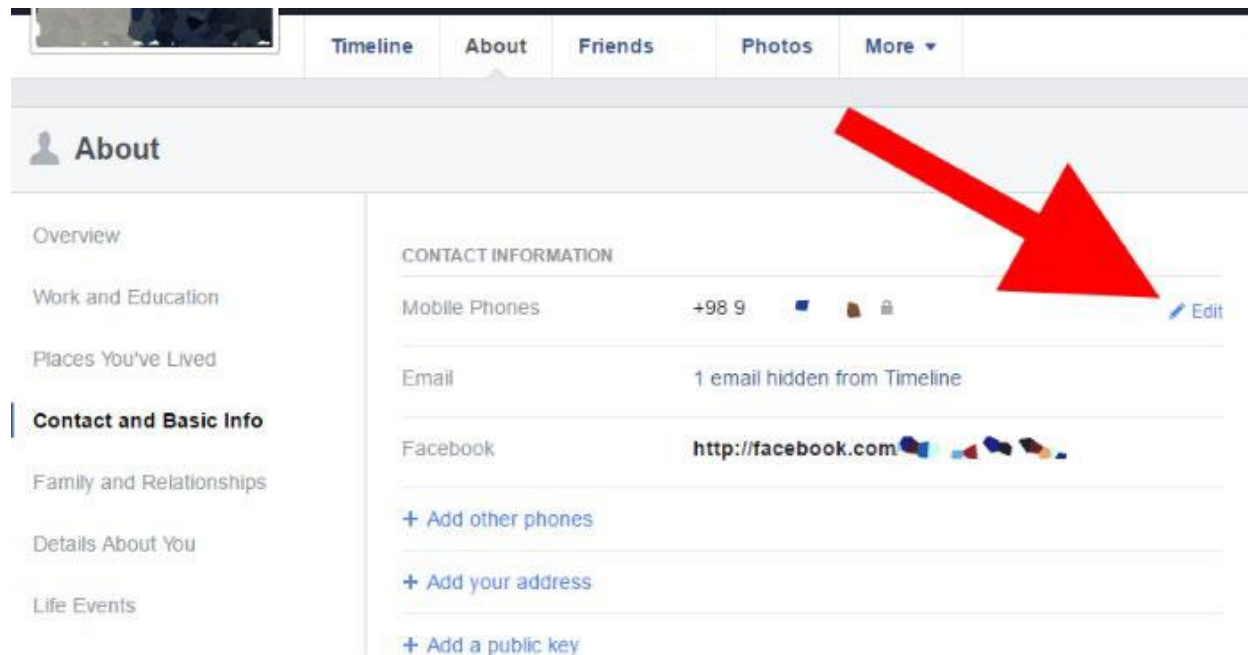 Timeline About Friends Photos More
About
Overview
Work and Education
Places You've Lived
Contact and Basic Info
Family and Relationships
Details About You
Life Events
CONTACT INFORMATION
Mobile Phones +98 9 Edit
Email 1 email hidden from Timeline
Facebook http://facebook.com
+ Add other phones
+ Add your address
+ Add a public key